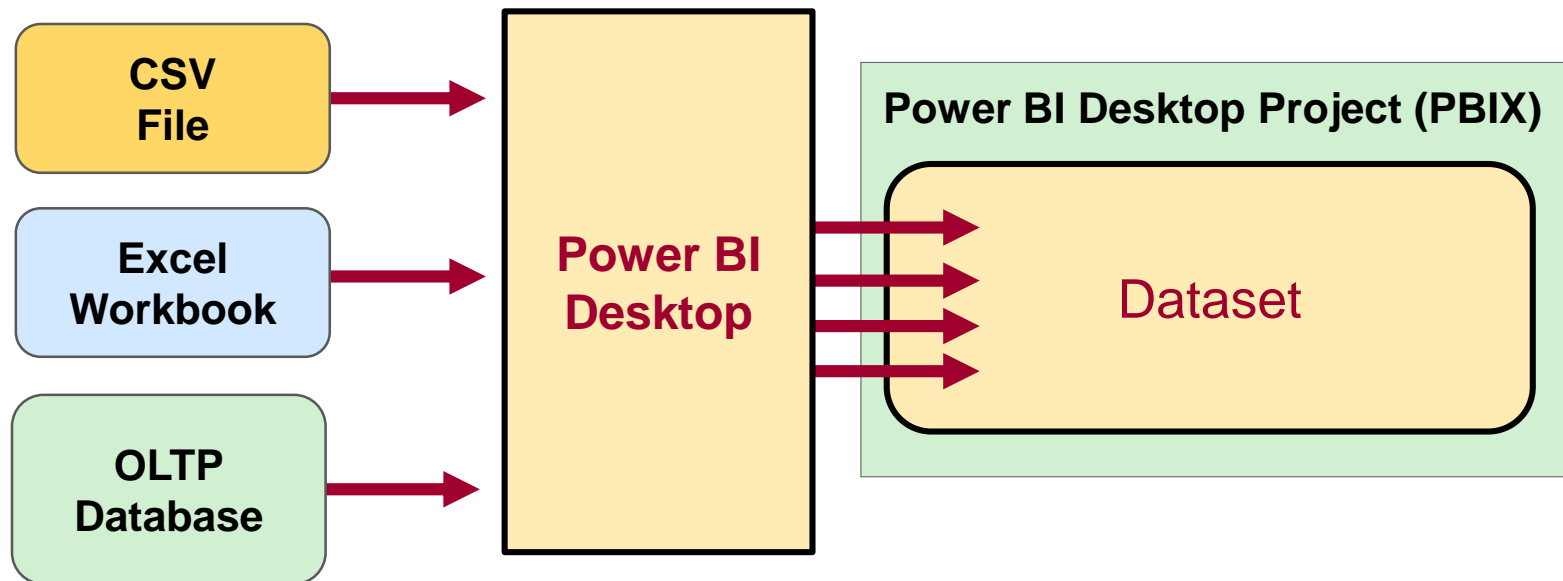 CSV
File
Excel
Workbook
OLTP
Database
Power BI
Desktop
Power BI Desktop Project (PBIX)
Dataset